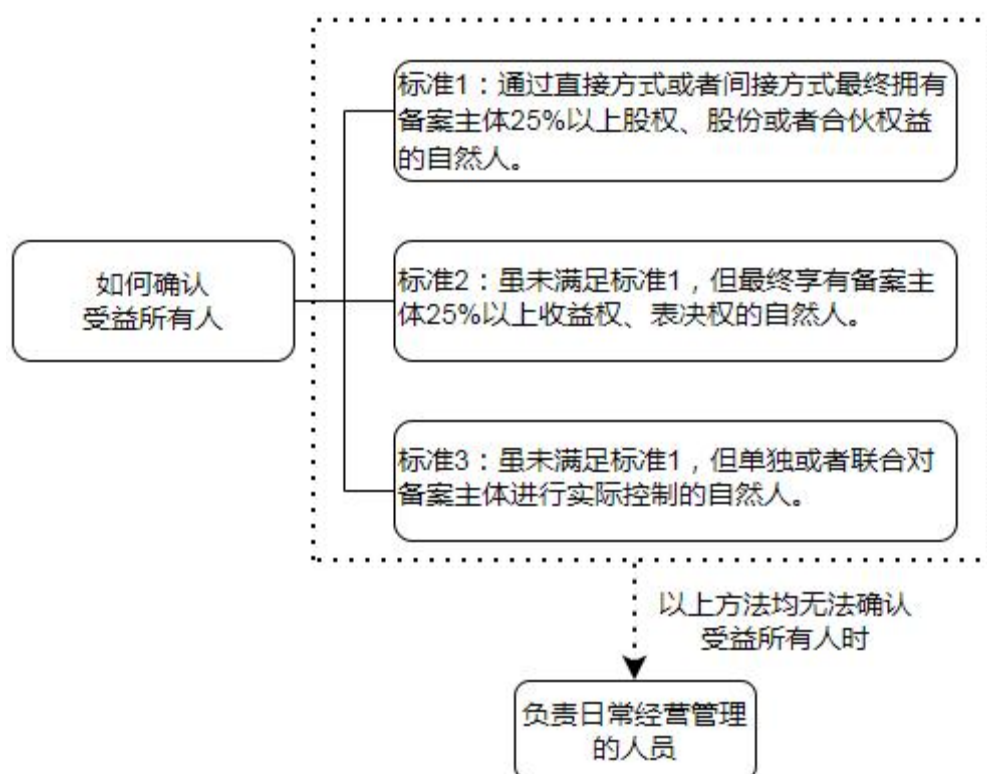 标准1：通过直接方式或者间接方式最终拥有
备案主体25%以上股权、股份或者合伙权益
的自然人。
如何确认
受益所有人
标准2：虽未满足标准1，但最终享有备案主
体25%以上收益权、表决权的自然人。
标准3：虽未满足标准1，但单独或者联合对
备案主体进行实际控制的自然人。
以上方法均无法确认
受益所有人时
负责日常经营管理
的人员